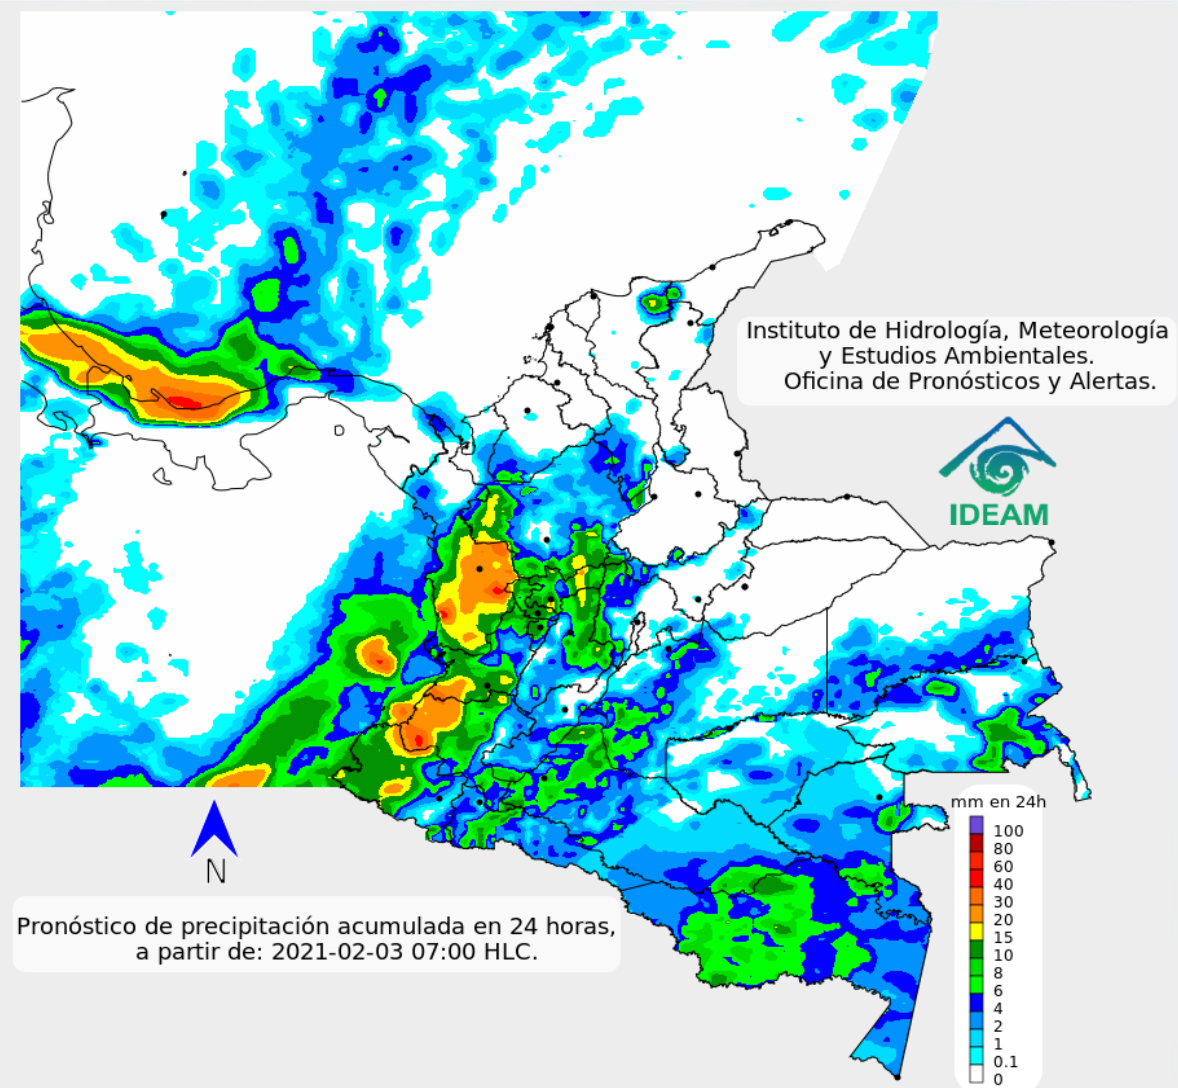 Instituto de Hidrología, Meteorología
y Estudios Ambientales.
Oficina de Pronósticos y Alertas.
IDEAM
mm en 24h
100
80
60
40
30
20
15
10
8
6
4
2
1
0.1
0
N
Pronóstico de precipitación acumulada en 24 horas,
a partir de: 2021-02-03 07:00 HLC.